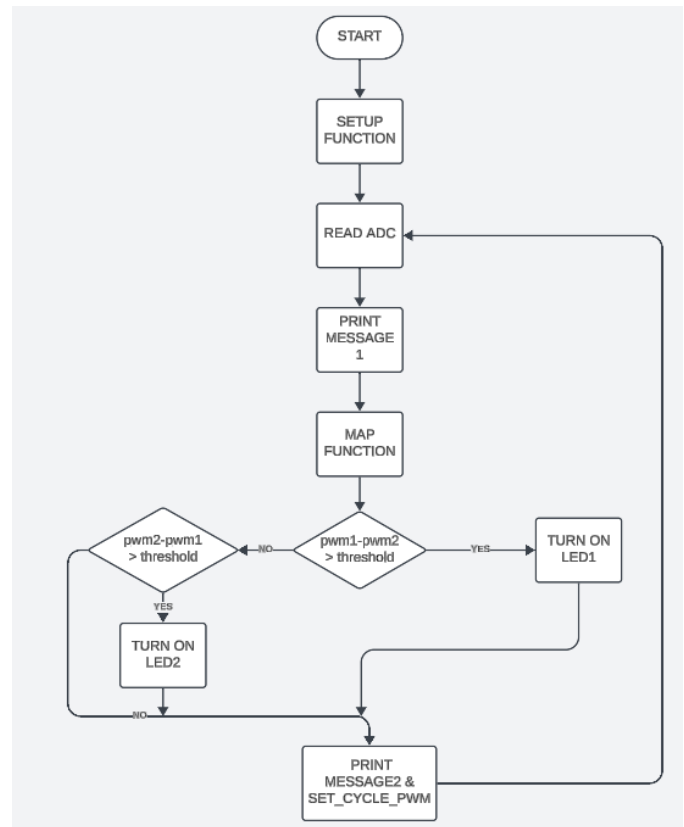 START
SETUP
FUNCTION
READ ADC
PRINT
MESSAGE
1
MAP
FUNCTION
pwm2-pwm1
> threshold
NO
pwm1-pwm2
> threshold
YES
TURN ON
LED1
YES
TURN ON
LED2
NO
PRINT
MESSAGE2 &
SET_CYCLE_PWM